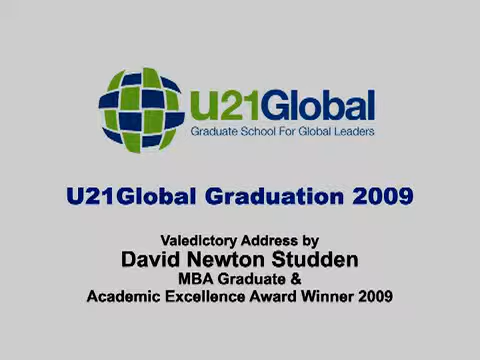 U21Global
Graduate School For Global Leaders
U21Global Graduation 2009
Valedictory Address by
David Newton Studden
MBA Graduate &
Academic Excellence Award Winner 2009